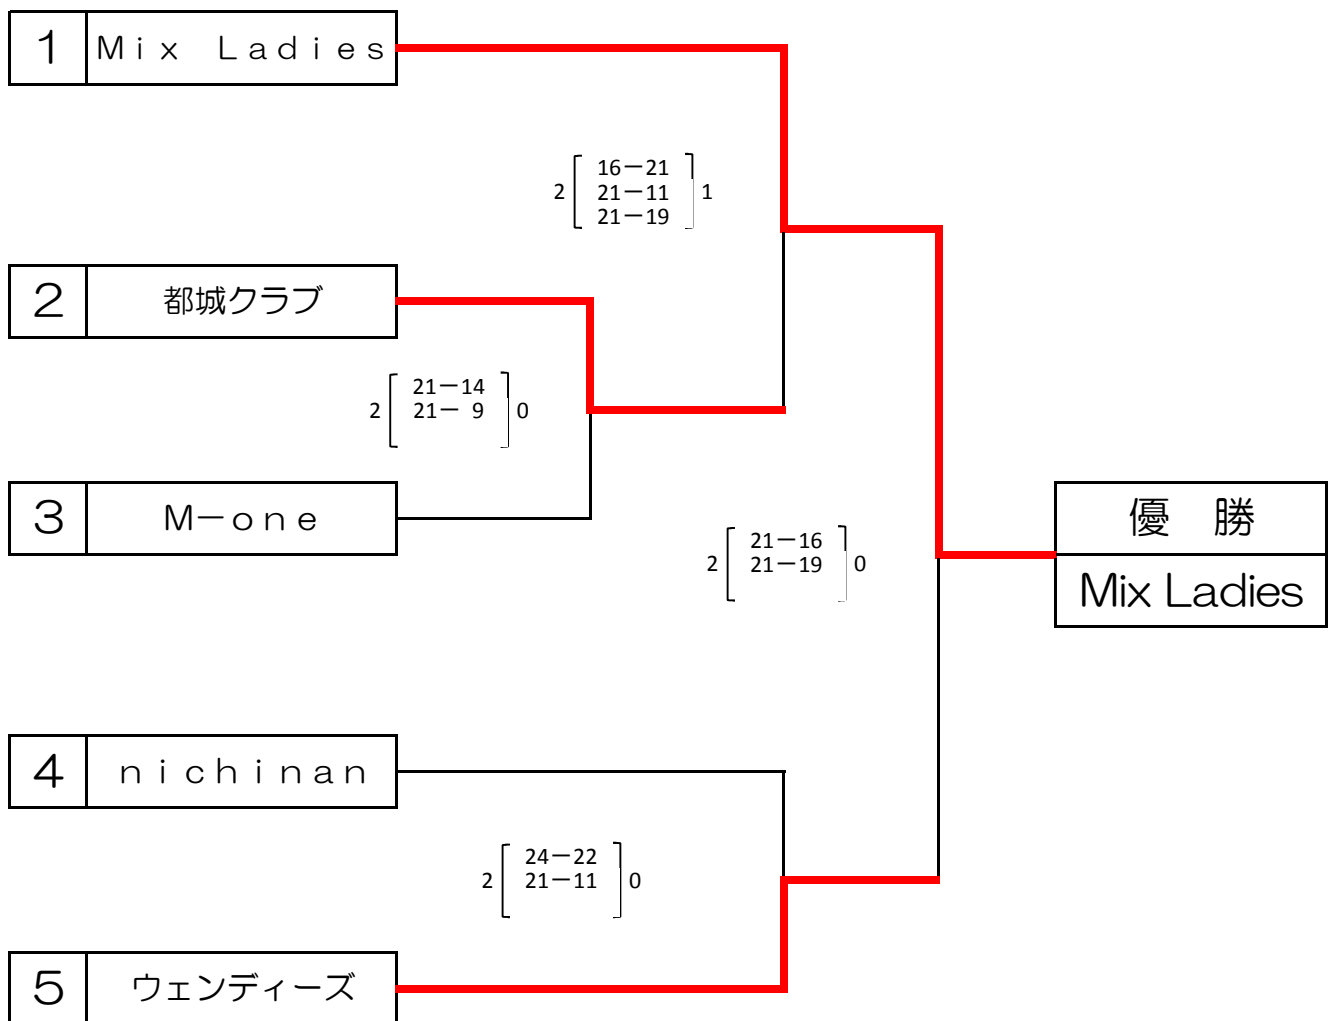 1 Mix Ladies
2 [ 16－21
21－11
21－19 ] 1
2 都城クラブ
2 [ 21－14
21－ 9 ] 0
3 M－one
2 [ 21－16
21－19 ] 0
優　勝
Mix Ladies
4 nichinan
2 [ 24－22
21－11 ] 0
5 ウェンディーズ